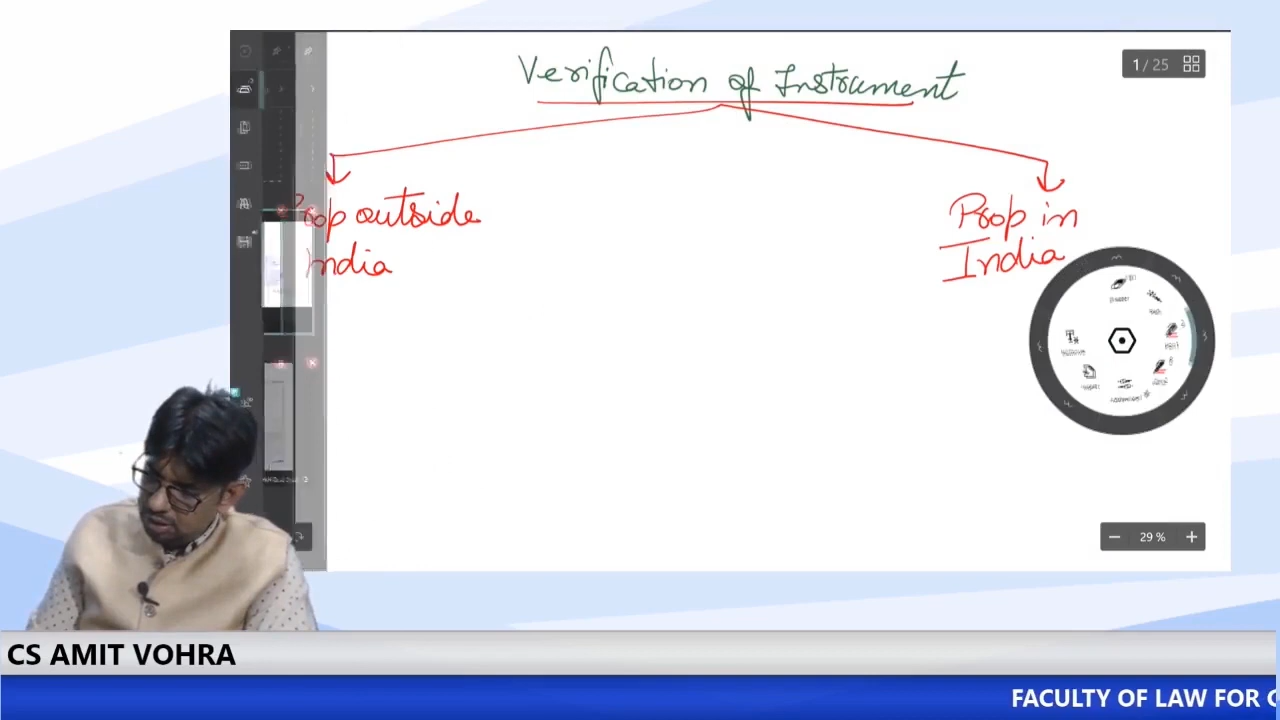 Verification of Instrument
1 / 25
Prop outside
India
Prop in
India
29 %
CS AMIT VOHRA
FACULTY OF LAW FOR